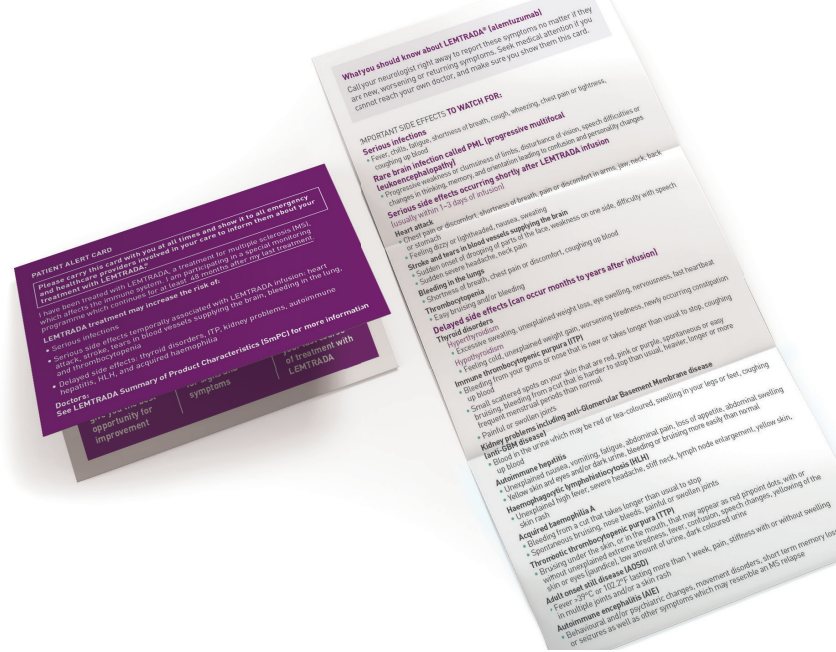 PATIENT ALERT CARD
Please carry this card with you at all times and show it to all emergency
and healthcare providers involved in your care to inform them about your
treatment with LEMTRADA.
I have been treated with LEMTRADA, a treatment for multiple sclerosis (MS),
which affects the immune system. I am participating in a special monitoring
programme which continues for at least 48 months after my last treatment.
LEMTRADA treatment may increase the risk of:
• Serious infections
• Serious side effects temporally associated with LEMTRADA infusion: heart
attack, stroke, tears in blood vessels supplying the brain, bleeding in the lung,
and thrombocytopenia
• Delayed side effects: thyroid disorders, ITP, kidney problems, autoimmune
hepatitis, HLH, and acquired haemophilia
Doctors:
See LEMTRADA Summary of Product Characteristics (SmPC) for more information
give you the
opportunity for
improvement
symptoms
of treatment with
LEMTRADA
What you should know about LEMTRADA® (alemtuzumab)
Call your neurologist right away to report these symptoms no matter if they
are new, worsening or returning symptoms. Seek medical attention if you
cannot reach your own doctor, and make sure you show them this card.
IMPORTANT SIDE EFFECTS TO WATCH FOR:
Serious infections
• Fever, chills, fatigue, shortness of breath, cough, wheezing, chest pain or tightness,
coughing up blood
Rare brain infection called PML (progressive multifocal
leukoencephalopathy)
• Progressive weakness or clumsiness of limbs, disturbance of vision, speech difficulties or
changes in thinking, memory, and orientation leading to confusion and personality changes
Serious side effects occurring shortly after LEMTRADA infusion
(usually within 1–3 days of infusion)
Heart attack
• Chest pain or discomfort, shortness of breath, pain or discomfort in arms, jaw, neck, back
or stomach
• Feeling dizzy or lightheaded, nausea, sweating
Stroke and tears in blood vessels supplying the brain
• Sudden onset of drooping of parts of the face, weakness on one side, difficulty with speech
• Sudden severe headache, neck pain
Bleeding in the lungs
• Shortness of breath, chest pain or discomfort, coughing up blood
Thrombocytopenia
• Easy bruising and/or bleeding
Delayed side effects (can occur months to years after infusion)
Thyroid disorders
Hyperthyroidism
• Excessive sweating, unexplained weight loss, eye swelling, nervousness, fast heartbeat
Hypothyroidism
• Feeling cold, unexplained weight gain, worsening tiredness, newly occurring constipation
Immune thrombocytopenic purpura (ITP)
• Bleeding from your gums or nose that is new or takes longer than usual to stop, coughing
up blood
• Small scattered spots on your skin that are red, pink or purple, spontaneous or easy
bruising, bleeding from a cut that is harder to stop than usual, heavier, longer or more
frequent menstrual periods than normal
• Painful or swollen joints
Kidney problems including anti-Glomerular Basement Membrane disease
(anti-GBM disease)
• Blood in the urine which may be red or tea-coloured, swelling in your legs or feet, coughing
up blood
Autoimmune hepatitis
• Unexplained nausea, vomiting, fatigue, abdominal pain, loss of appetite, abdominal swelling
• Yellow skin and eyes and/or dark urine, bleeding or bruising more easily than normal
Haemophagocytic lymphohistiocytosis (HLH)
• Unexplained high fever, severe headache, stiff neck, lymph node enlargement, yellow skin,
skin rash
Acquired haemophilia A
• Bleeding from a cut that takes longer than usual to stop
• Spontaneous bruising, nose bleeds, painful or swollen joints
Thrombotic thrombocytopenic purpura (TTP)
• Brusing under the skin, or in the mouth, that may appear as red pinpoint dots, with or
without unexplained extreme tiredness, fever, confusion, speech changes, yellowing of the
skin or eyes (jaundice), low amount of urine, dark coloured urine
Adult onset still disease (AOSD)
• Fever >39°C or 102.2°F lasting more than 1 week, pain, stiffness with or without swelling
in multiple joints and/or a skin rash
Autoimmune encephalitis (AIE)
• Behavioural and/or psychiatric changes, movement disorders, short term memory loss
or seizures as well as other symptoms which may resemble an MS relapse